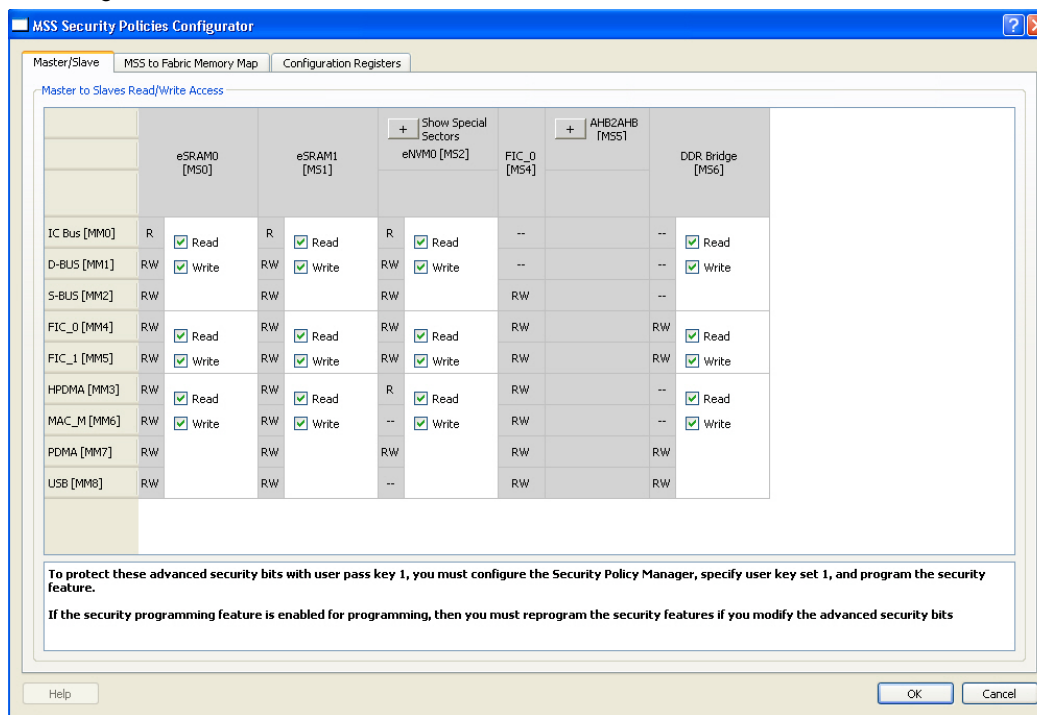 MSS Security Policies Configurator
Master/Slave MSS to Fabric Memory Map Configuration Registers
Master to Slaves Read/Write Access
eSRAM0
[MS0]
eSRAM1
[MS1]
+ Show Special
Sectors
eNVM0 [MS2]
FIC_0
[MS4]
+ AHB2AHB
[MS5]
DDR Bridge
[MS6]
IC Bus [MM0] R Read R Read R Read -- -- Read
D-BUS [MM1] RW Write RW Write RW Write -- -- Write
S-BUS [MM2] RW RW RW RW --
FIC_0 [MM4] RW Read RW Read RW Read RW RW Read
FIC_1 [MM5] RW Write RW Write RW Write RW RW Write
HPDMA [MM3] RW Read RW Read R Read RW -- Read
MAC_M [MM6] RW Write RW Write -- Write RW -- Write
PDMA [MM7] RW RW RW RW RW
USB [MM8] RW RW -- RW RW
To protect these advanced security bits with user pass key 1, you must configure the Security Policy Manager, specify user key set 1, and program the security
feature.
If the security programming feature is enabled for programming, then you must reprogram the security features if you modify the advanced security bits
Help OK Cancel